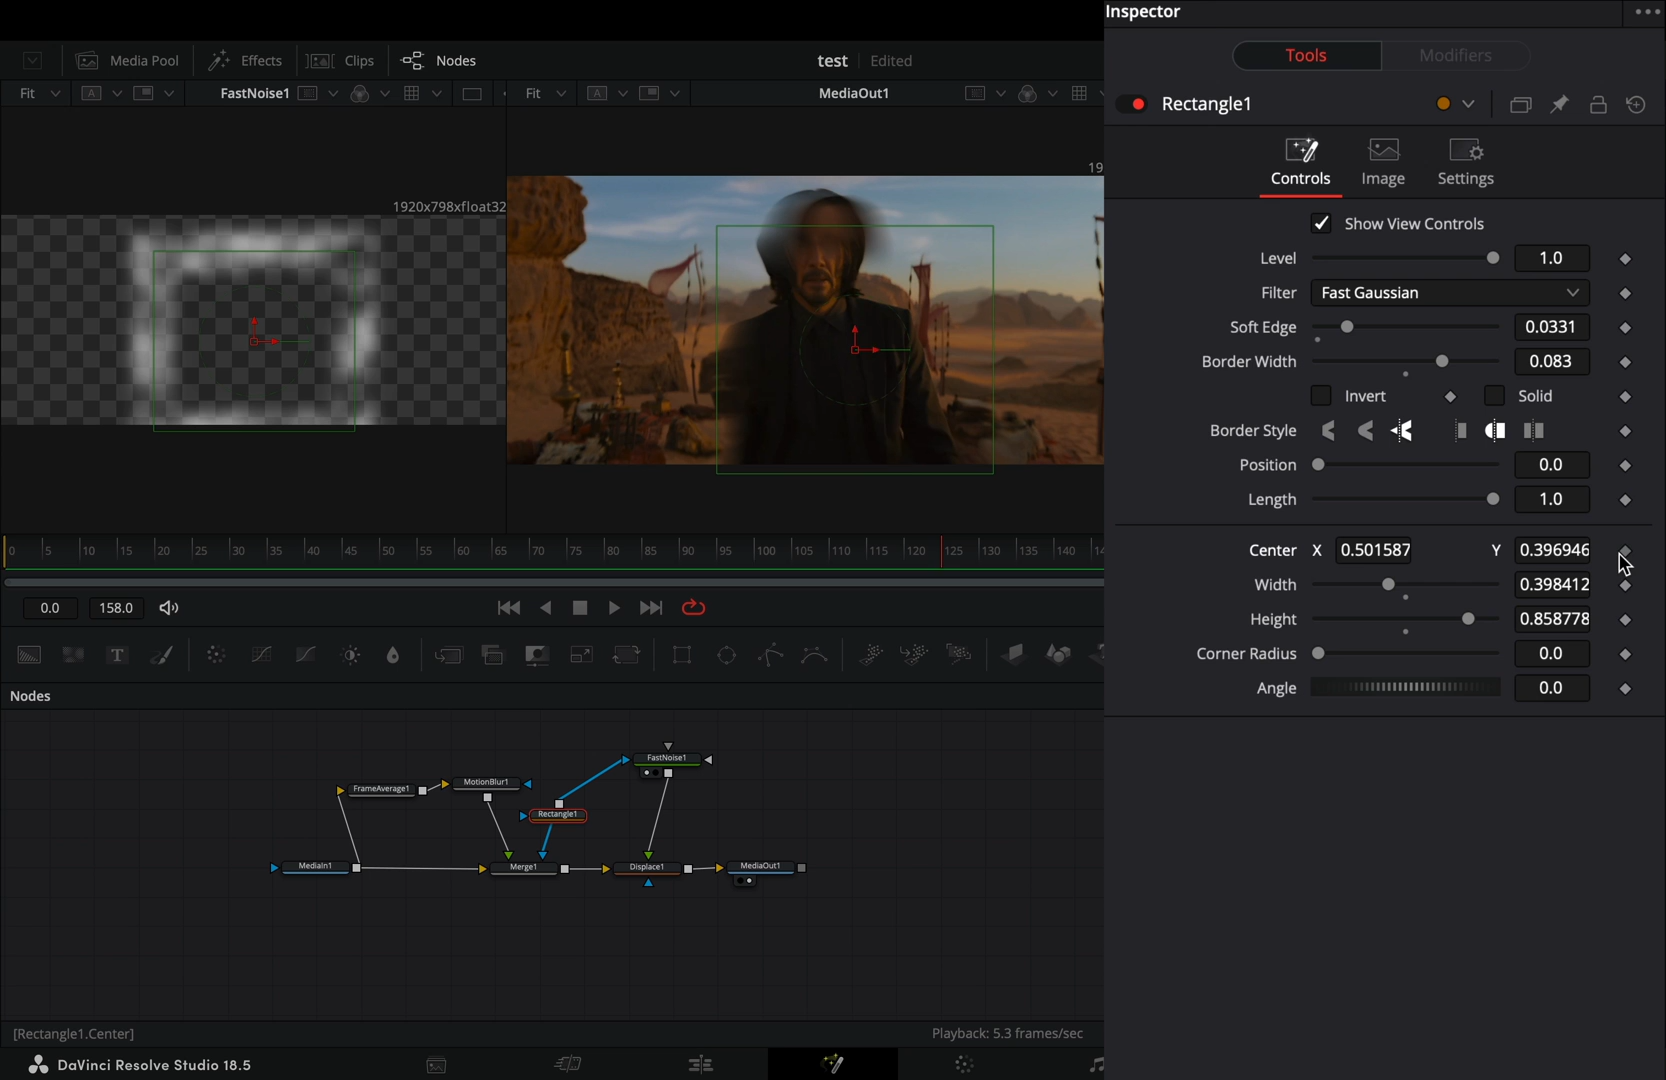 Inspector
Media Pool Effects Clips Nodes test Edited
Tools Modifiers
Fit A FastNoise1 Fit A MediaOut1
Rectangle1
Controls Image Settings
19
1920x798xfloat32
Show View Controls
Level 1.0
Filter Fast Gaussian
Soft Edge 0.0331
Border Width 0.083
Invert Solid
Border Style
Position 0.0
Length 1.0
Center X 0.501587 Y 0.396946
Width 0.398412
Height 0.858778
Corner Radius 0.0
Angle 0.0
0 5 10 15 20 25 30 35 40 45 50 55 60 65 70 75 80 85 90 95 100 105 110 115 120 125 130 135 140 14
0.0 158.0
T
Nodes
FastNoise1
FrameAverage1 MotionBlur1
Rectangle1
MediaIn1 Merge1 Displace1 MediaOut1
[Rectangle1.Center] Playback: 5.3 frames/sec
DaVinci Resolve Studio 18.5